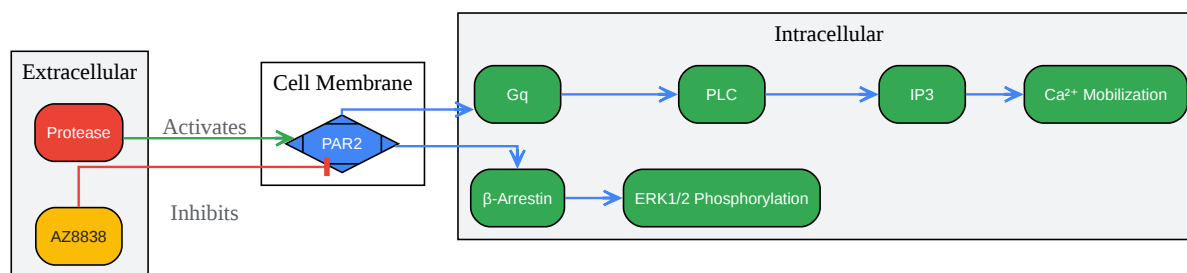 Extracellular
Protease
AZ8838
Activates
Inhibits
Cell Membrane
PAR2
Intracellular
Gq
PLC
IP3
Ca²⁺ Mobilization
β-Arrestin
ERK1/2 Phosphorylation